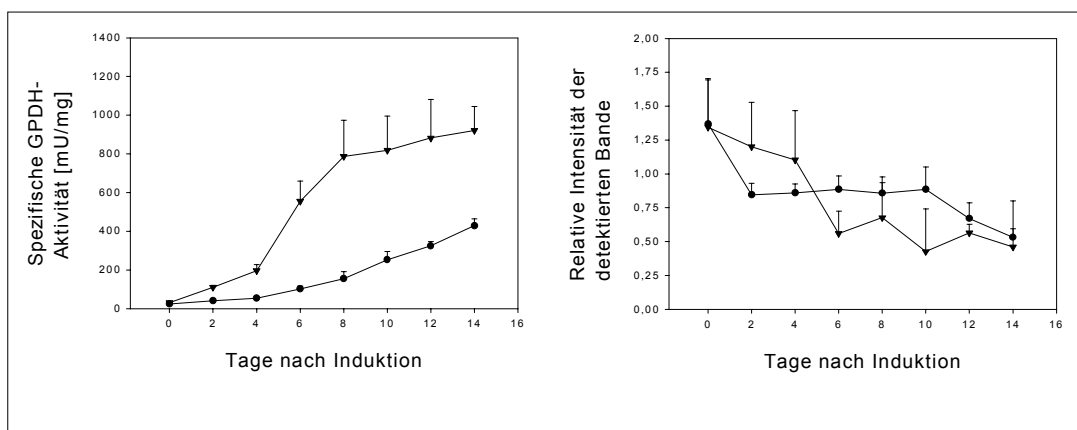 Spezifische GPDH-
Aktivität [mU/mg]
1400
1200
1000
800
600
400
200
0
0 2 4 6 8 10 12 14 16
Tage nach Induktion
Relative Intensität der
detektierten Bande
2,00
1,75
1,50
1,25
1,00
0,75
0,50
0,25
0,00
0 2 4 6 8 10 12 14 16
Tage nach Induktion